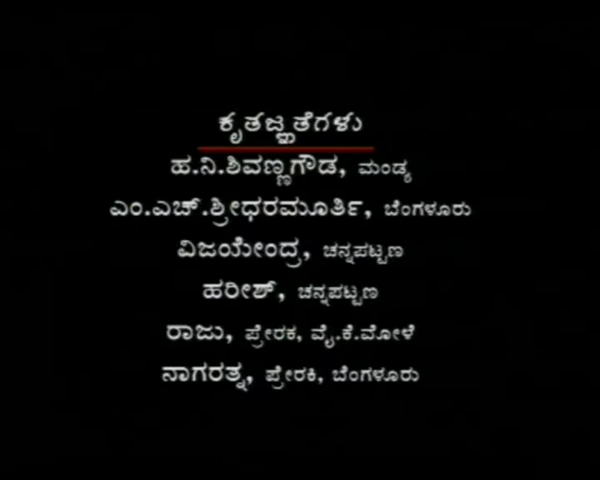 ಕೃತಜ್ಞತೆಗಳು
ಹ.ನಿ.ಶಿವಣ್ಣಗೌಡ, ಮಂಡ್ಯ
ಎಂ.ಎಚ್.ಶ್ರೀಧರಮೂರ್ತಿ, ಬೆಂಗಳೂರು
ವಿಜಯೇಂದ್ರ, ಚನ್ನಪಟ್ಟಣ
ಹರೀಶ್, ಚನ್ನಪಟ್ಟಣ
ರಾಜು, ಪ್ರೇರಕ, ವೈ.ಕೆ.ಮೋಳೆ
ನಾಗರತ್ನ, ಪ್ರೇರಕಿ, ಬೆಂಗಳೂರು